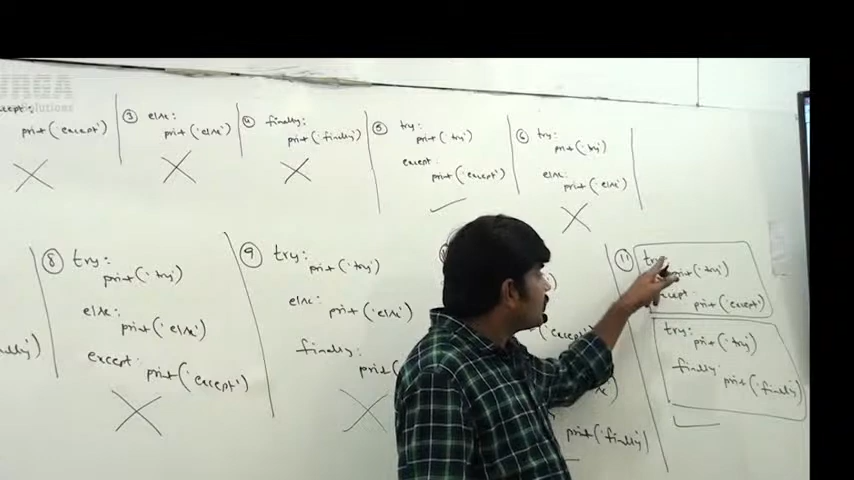 DURGA
Solutions
except:
print('except')
③ else:
print('else')
④ finally:
print('finally')
⑤ try:
print('try')
except:
print('except')
⑥ try:
print('try')
else:
print('else')
⑧ try:
print('try')
else:
print('else')
except:
print('except')
⑨ try:
print('try')
else:
print('else')
finally:
print('finally')
⑪ try:
print('try')
except:
print('except')
try:
print('try')
finally:
print('finally')